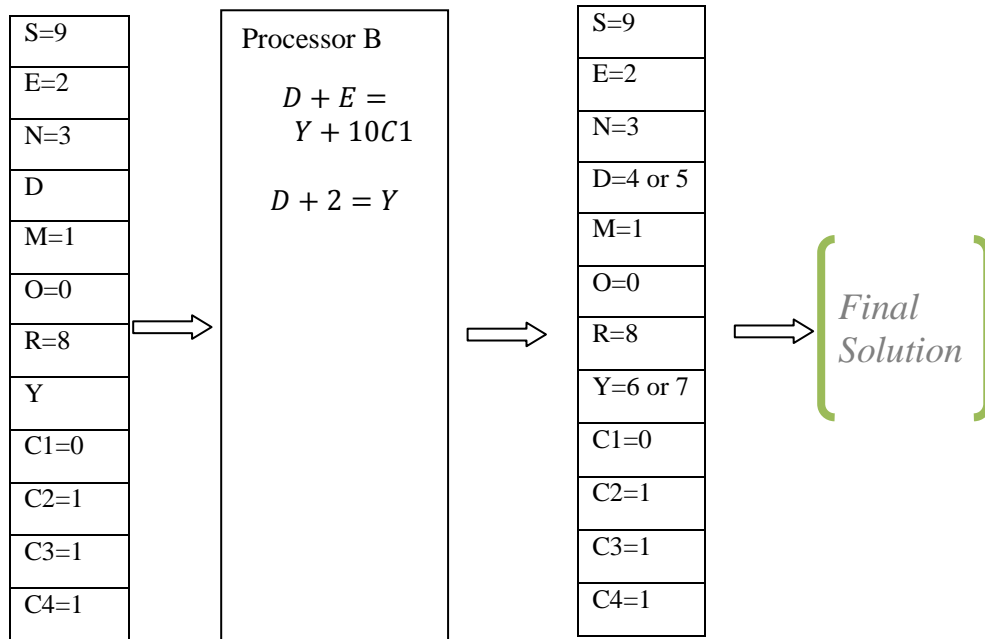 S=9
E=2
N=3
D
M=1
O=0
R=8
Y
C1=0
C2=1
C3=1
C4=1
Processor B
D + E =
Y + 10C1
D + 2 = Y
S=9
E=2
N=3
D=4 or 5
M=1
O=0
R=8
Y=6 or 7
C1=0
C2=1
C3=1
C4=1
Final
Solution